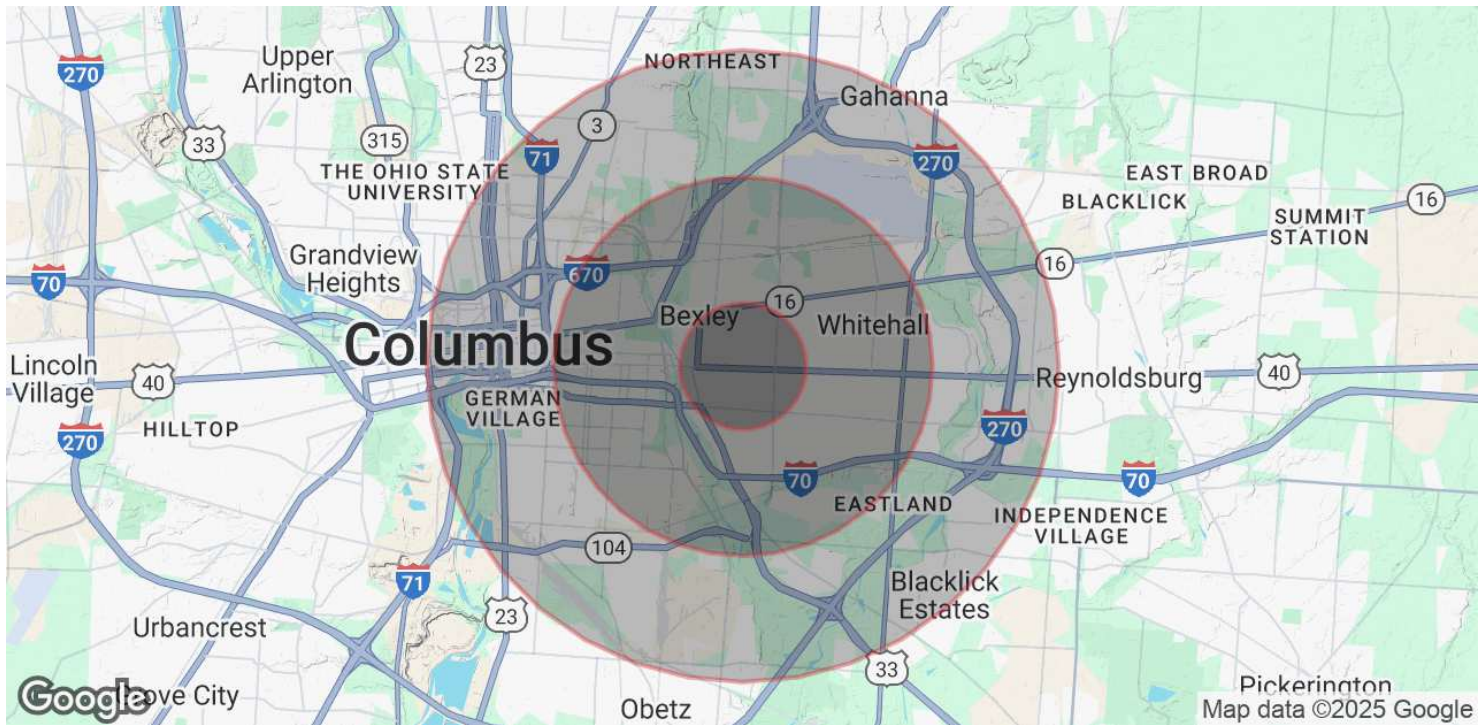 Upper
Arlington
270
23
NORTHEAST
Gahanna
33
315
3
71
270
THE OHIO STATE
UNIVERSITY
EAST BROAD
BLACKLICK
16
SUMMIT
STATION
Grandview
Heights
70
670
16
16
Bexley
Whitehall
Columbus
Lincoln
Village
40
Reynoldsburg
40
GERMAN
VILLAGE
HILLTOP
270
270
70
70
EASTLAND
INDEPENDENCE
VILLAGE
104
71
23
Blacklick
Estates
Urbancrest
33
Grove City
Obetz
Pickerington
Google
Map data ©2025 Google